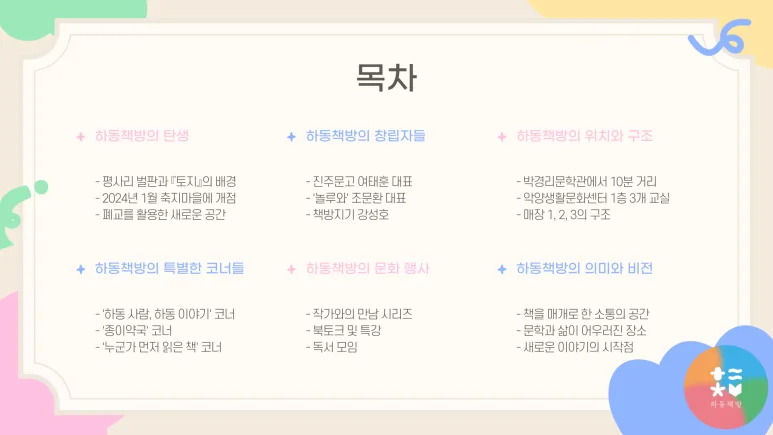 목차
하동책방의 탄생
- 평사리 벌판과 『토지』의 배경
- 2024년 1월 축지마을에 개점
- 폐교를 활용한 새로운 공간
하동책방의 창립자들
- 진주문고 여태훈 대표
- '놀루와' 조문환 대표
- 책방지기 강성호
하동책방의 위치와 구조
- 박경리문학관에서 10분 거리
- 악양생활문화센터 1층 3개 교실
- 매장 1, 2, 3의 구조
하동책방의 특별한 코너들
- '하동 사람, 하동 이야기' 코너
- '종이약국' 코너
- '누군가 먼저 읽은 책' 코너
하동책방의 문화 행사
- 작가와의 만남 시리즈
- 북토크 및 특강
- 독서 모임
하동책방의 의미와 비전
- 책을 매개로 한 소통의 공간
- 문학과 삶이 어우러진 장소
- 새로운 이야기의 시작점
하동책방